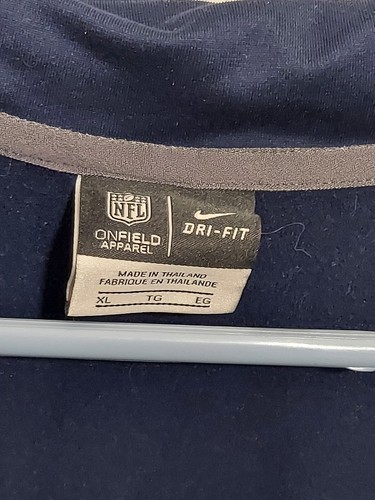 NFL
ONFIELD
APPAREL
DRI-FIT
MADE IN THAILAND
FABRIQUE EN THAILANDE
XL TG EG